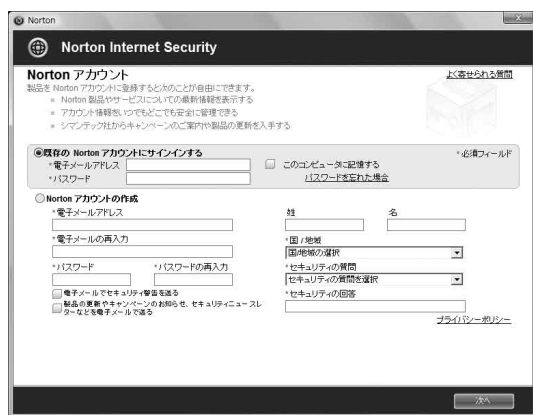 Norton
Norton Internet Security
Norton アカウント
よく寄せられる質問
製品を Norton アカウントに登録すると次のことが自由にできます。
Norton 製品やサービスについての最新情報を表示する
アカウント情報をいつでもどこでも安全に管理できる
シマンテック社からキャンペーンのご案内や製品の更新を入手する
既存の Norton アカウントにサインインする
*必須フィールド
*電子メールアドレス
このコンピュータに記憶する
*パスワード
パスワードを忘れた場合
Norton アカウントの作成
*電子メールアドレス
姓
名
*電子メールの再入力
*国/地域
国/地域の選択
*パスワード
*パスワードの再入力
*セキュリティの質問
セキュリティの質問を選択
電子メールでセキュリティ警告を送る
*セキュリティの回答
製品の更新やキャンペーンのお知らせ、セキュリティニュースレ
ターなどを電子メールで送る
プライバシーポリシー
次へ